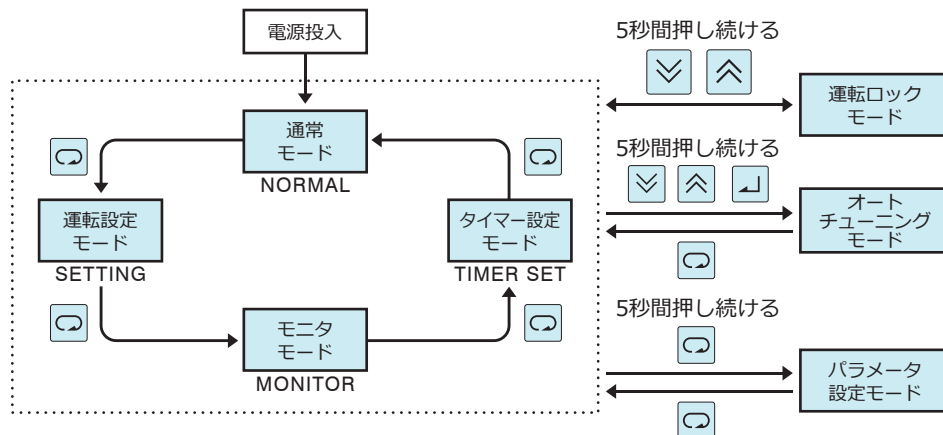 電源投入
通常
モード
NORMAL
運転設定
モード
SETTING
モニタ
モード
MONITOR
タイマー設定
モード
TIMER SET
5秒間押し続ける
運転ロック
モード
5秒間押し続ける
オート
チューニング
モード
5秒間押し続ける
パラメータ
設定モード